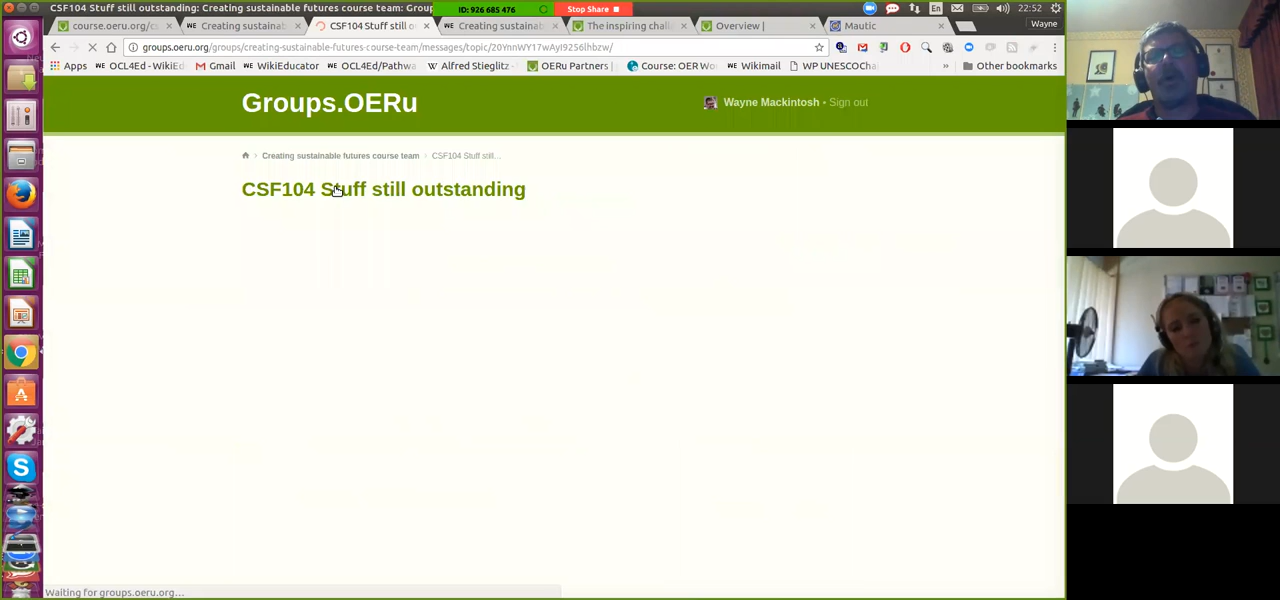 CSF104 Stuff still outstanding: Creating sustainable futures course team: Grou
ID: 926 685 476
Stop Share
En
22:52
Wayne
course.oeru.org/cs
Creating sustainab
CSF104 Stuff still o
Creating sustainab
The inspiring chall
Overview |
Mautic
groups.oeru.org/groups/creating-sustainable-futures-course-team/messages/topic/
Apps
OCL4Ed - WikiEd
Gmail
WikiEducator
OCL4Ed/Pathwa
Alfred Stieglitz -
OERu Partners |
Course: OER Wo
Wikimail
WP UNESCOCha
»
Other bookmarks
Groups.OERu
Wayne Mackintosh • Sign out
Creating sustainable futures course team › CSF104 Stuff still...
CSF104 Stuff still outstanding
Waiting for groups.oeru.org...